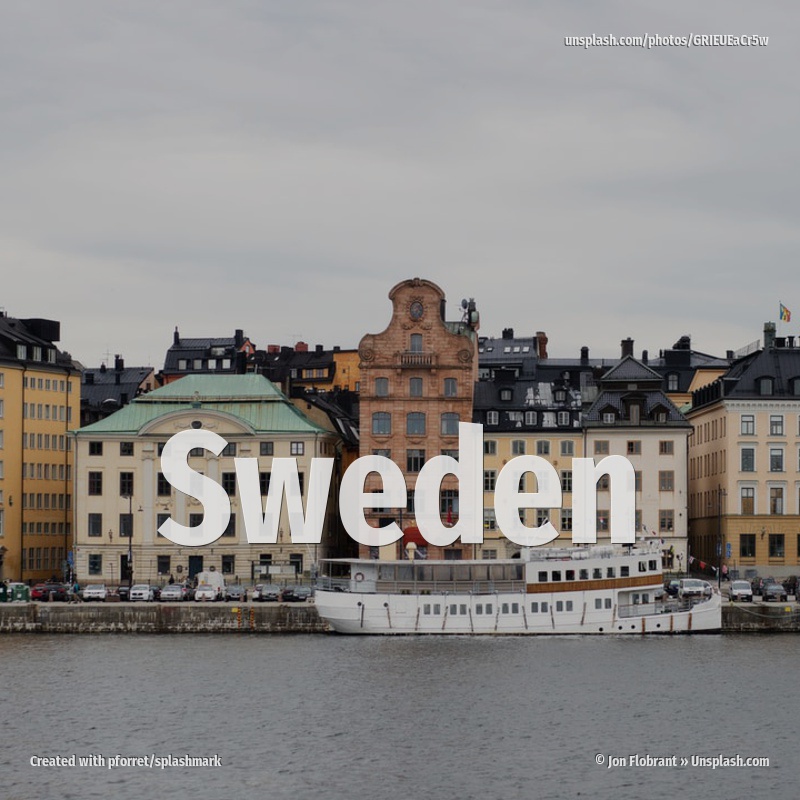 unsplash.com/photos/GRIEUEaCr5w
Sweden
Created with pforret/splashmark
© Jon Flobrant » Unsplash.com